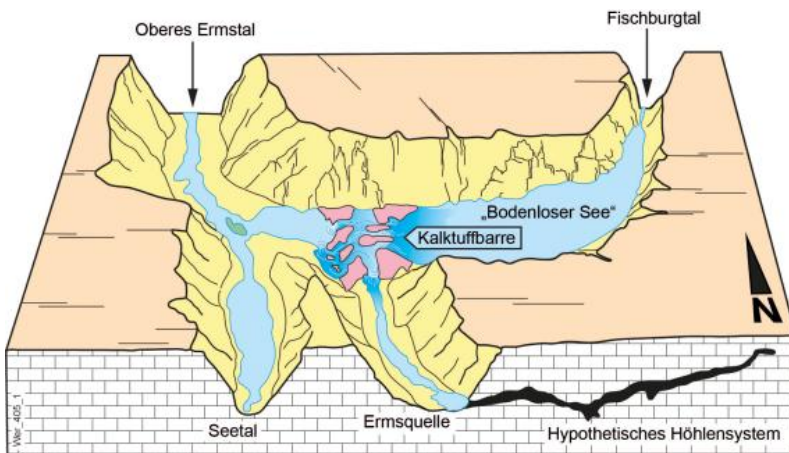 Oberes Ermstal
Fischburgtal
„Bodenloser See“
Kalktuffbarre
N
Seetal
Ermsquelle
Hypothetisches Höhlensystem
Wer_405_1